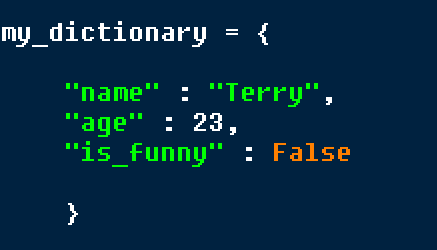 my_dictionary = {
"name" : "Terry",
"age" : 23,
"is_funny" : False
}